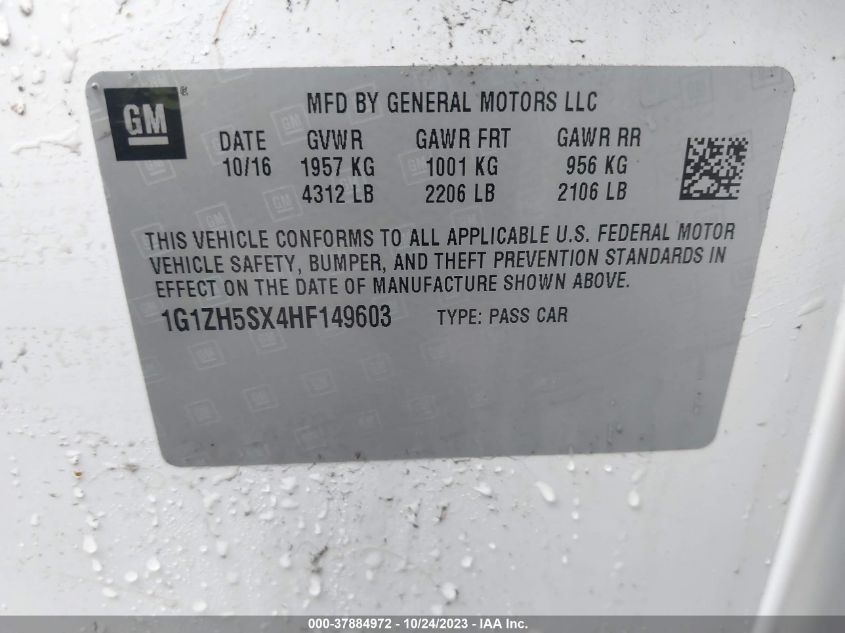 GM®
MFD BY GENERAL MOTORS LLC
DATE GVWR GAWR FRT GAWR RR
10/16 1957 KG 1001 KG 956 KG
4312 LB 2206 LB 2106 LB
THIS VEHICLE CONFORMS TO ALL APPLICABLE U.S. FEDERAL MOTOR
VEHICLE SAFETY, BUMPER, AND THEFT PREVENTION STANDARDS IN
EFFECT ON THE DATE OF MANUFACTURE SHOWN ABOVE.
1G1ZH5SX4HF149603 TYPE: PASS CAR
000-37884972 - 10/24/2023 - IAA Inc.